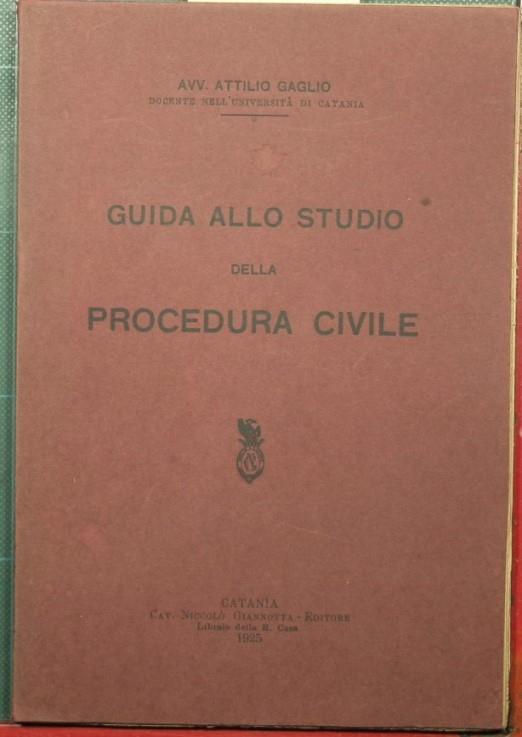 AVV. ATTILIO GAGLIO
DOCENTE NELL'UNIVERSITÀ DI CATANIA
GUIDA ALLO STUDIO
DELLA
PROCEDURA CIVILE
CATANIA
CAV. NICCOLÒ GIANNOTTA - EDITORE
Libraio della R. Casa
1925